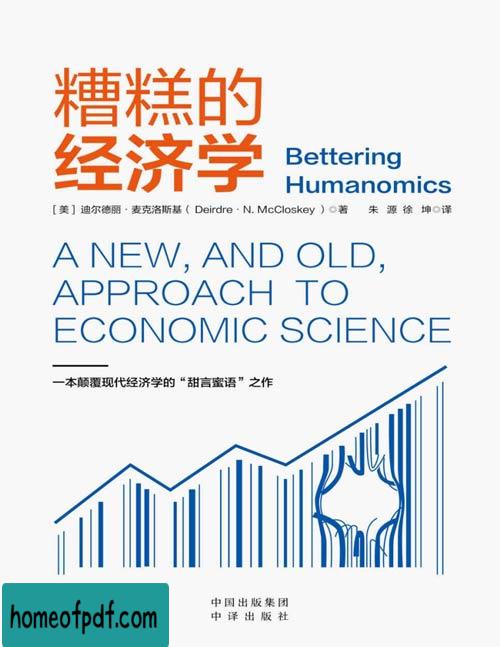 糟糕的
经济学
Bettering
Humanomics
[美] 迪尔德丽·麦克洛斯基( Deirdre · N. McCloskey ) ◎著 朱 源 徐 坤◎译
A NEW, AND OLD,
APPROACH TO
ECONOMIC SCIENCE
一本颠覆现代经济学的“甜言蜜语”之作
中国出版集团
中译出版社
homeofpdf.com